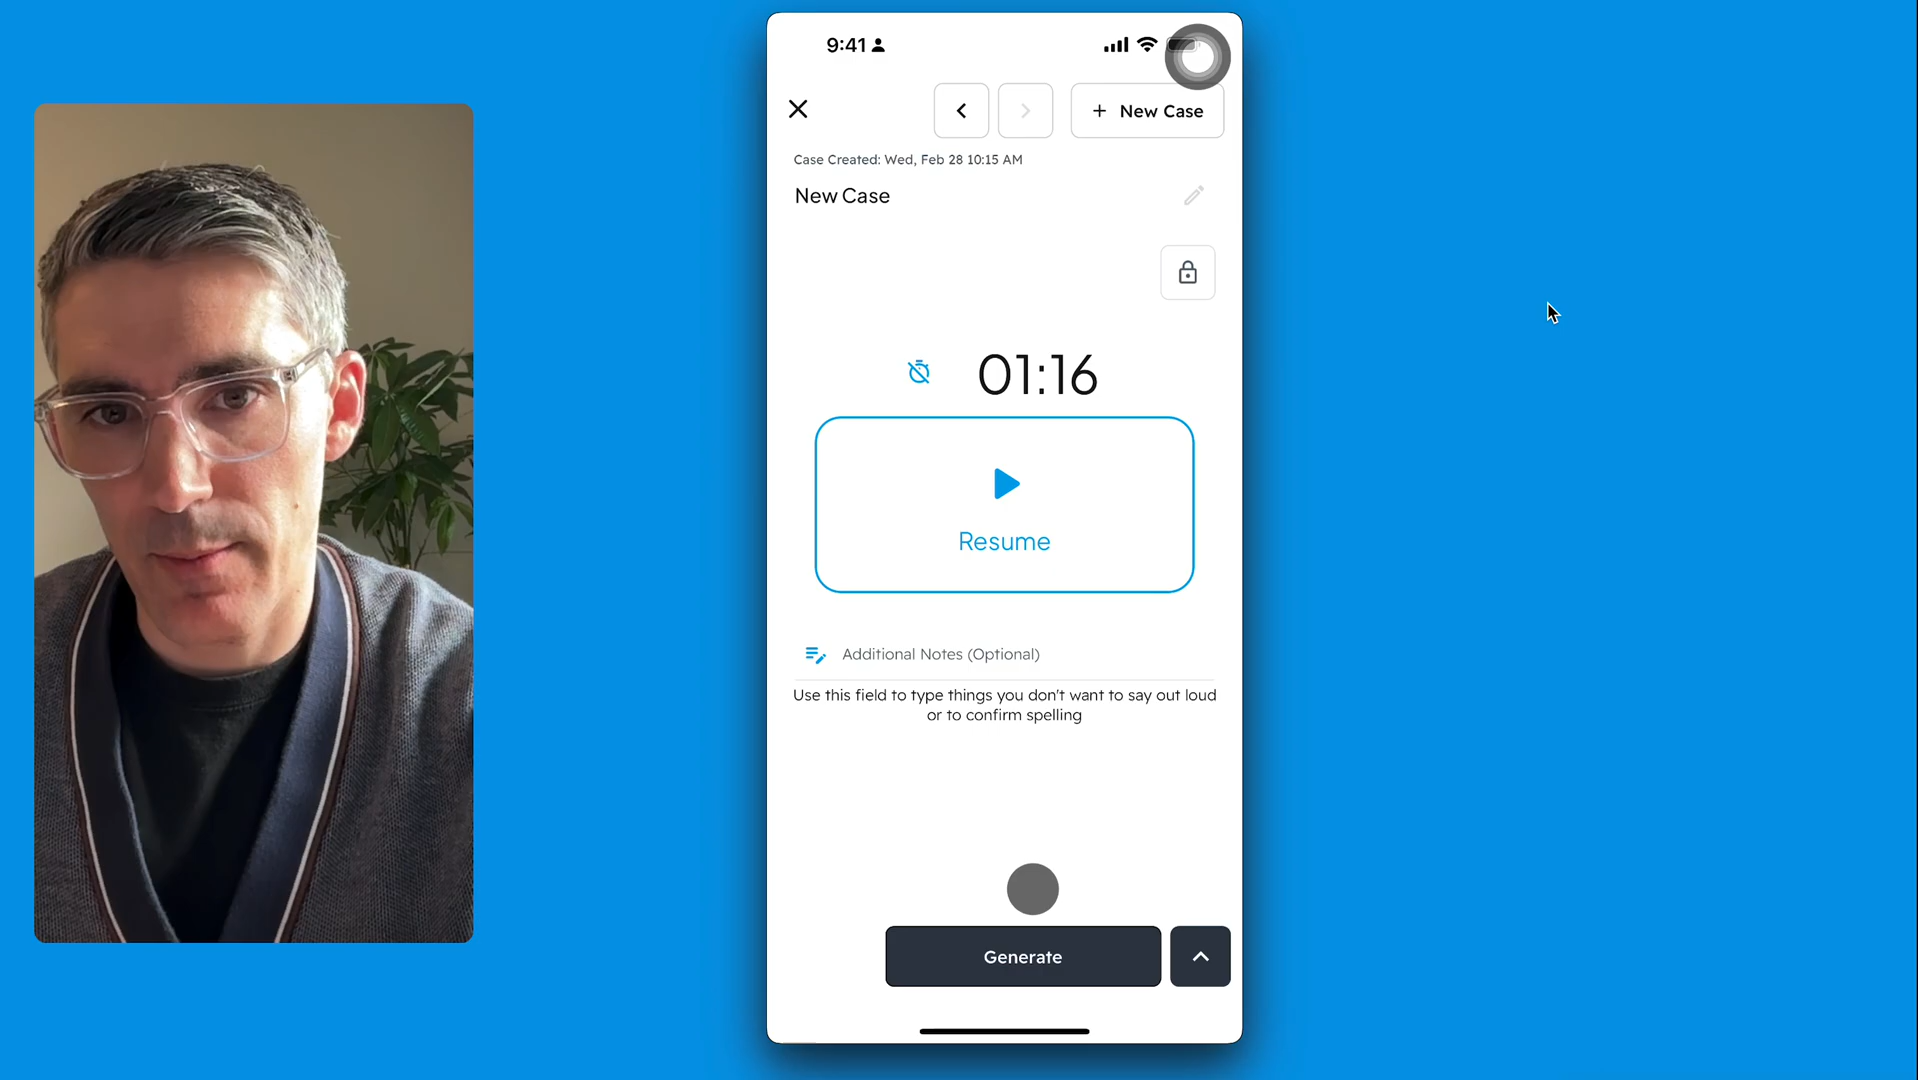 9:41
+ New Case
Case Created: Wed, Feb 28 10:15 AM
New Case
01:16
Resume
Additional Notes (Optional)
Use this field to type things you don't want to say out loud
or to confirm spelling
Generate